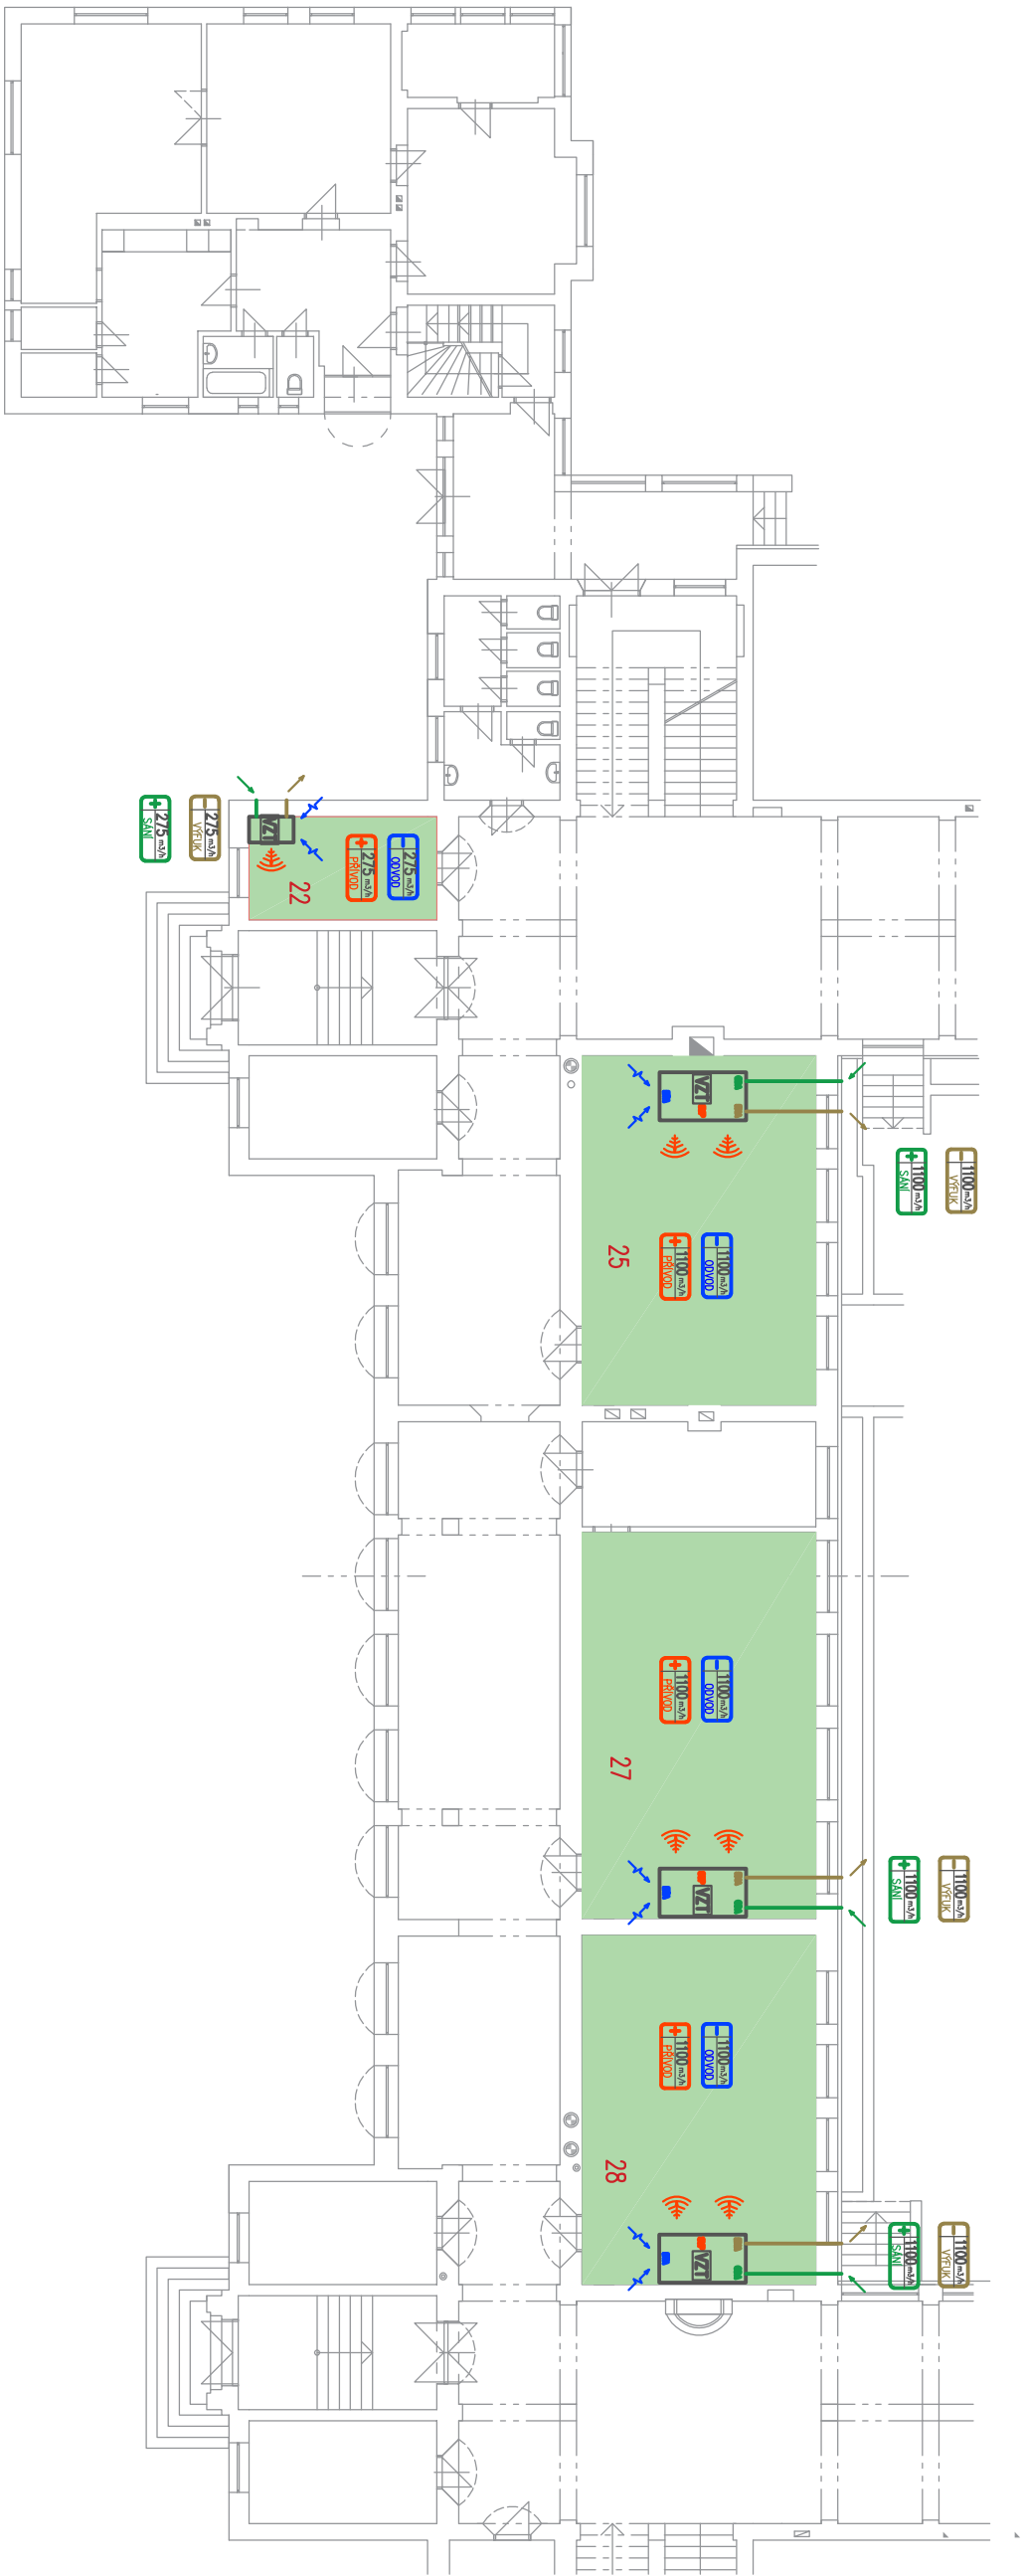 + 275 m3/h
SÁNÍ
- 275 m3/h
VÝFUK
VZT
22
+ 275 m3/h
PŘÍVOD
- 275 m3/h
ODVOD
VZT
+ 1100 m3/h
SÁNÍ
- 1100 m3/h
VÝFUK
25
+ 1100 m3/h
PŘÍVOD
- 1100 m3/h
ODVOD
+ 1100 m3/h
PŘÍVOD
- 1100 m3/h
ODVOD
27
VZT
+ 1100 m3/h
SÁNÍ
- 1100 m3/h
VÝFUK
+ 1100 m3/h
PŘÍVOD
- 1100 m3/h
ODVOD
28
VZT
+ 1100 m3/h
SÁNÍ
- 1100 m3/h
VÝFUK